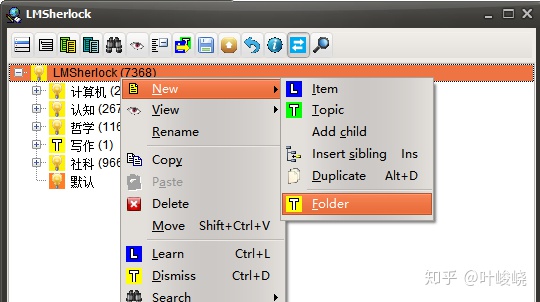 LMSherlock
LMSherlock (7368)
计算机 (2
认知 (267
哲学 (116
写作 (1)
社科 (966
默认
New
View
Rename
Copy
Paste
Delete
Move Shift+Ctrl+V
Learn Ctrl+L
Dismiss Ctrl+D
Search
Item
Topic
Add child
Insert sibling Ins
Duplicate Alt+D
Folder
知乎 @叶峻峣